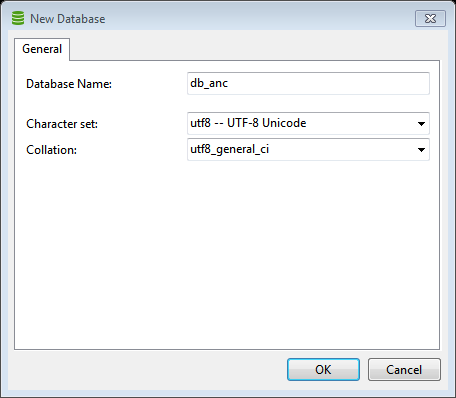 New Database
General
Database Name: db_anc
Character set: utf8 -- UTF-8 Unicode
Collation: utf8_general_ci
OK Cancel